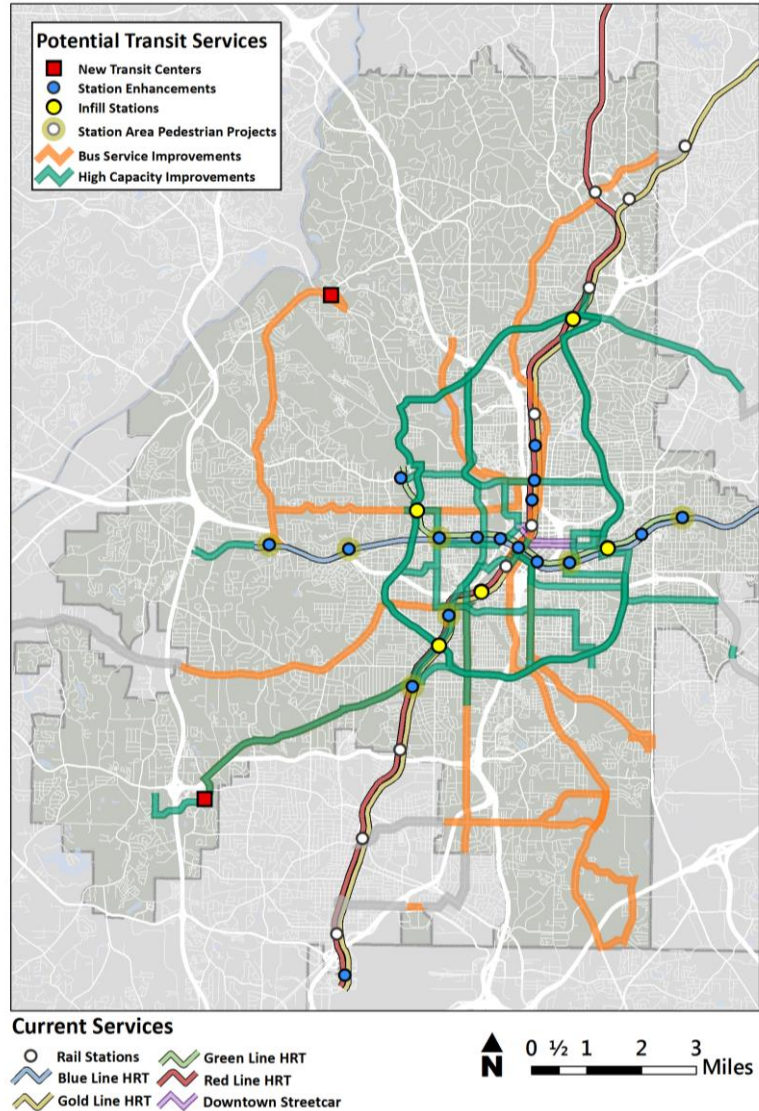 Potential Transit Services
New Transit Centers
Station Enhancements
Infill Stations
Station Area Pedestrian Projects
Bus Service Improvements
High Capacity Improvements
Current Services
Rail Stations
Blue Line HRT
Gold Line HRT
Green Line HRT
Red Line HRT
Downtown Streetcar
N
0 ½ 1 2 3
Miles